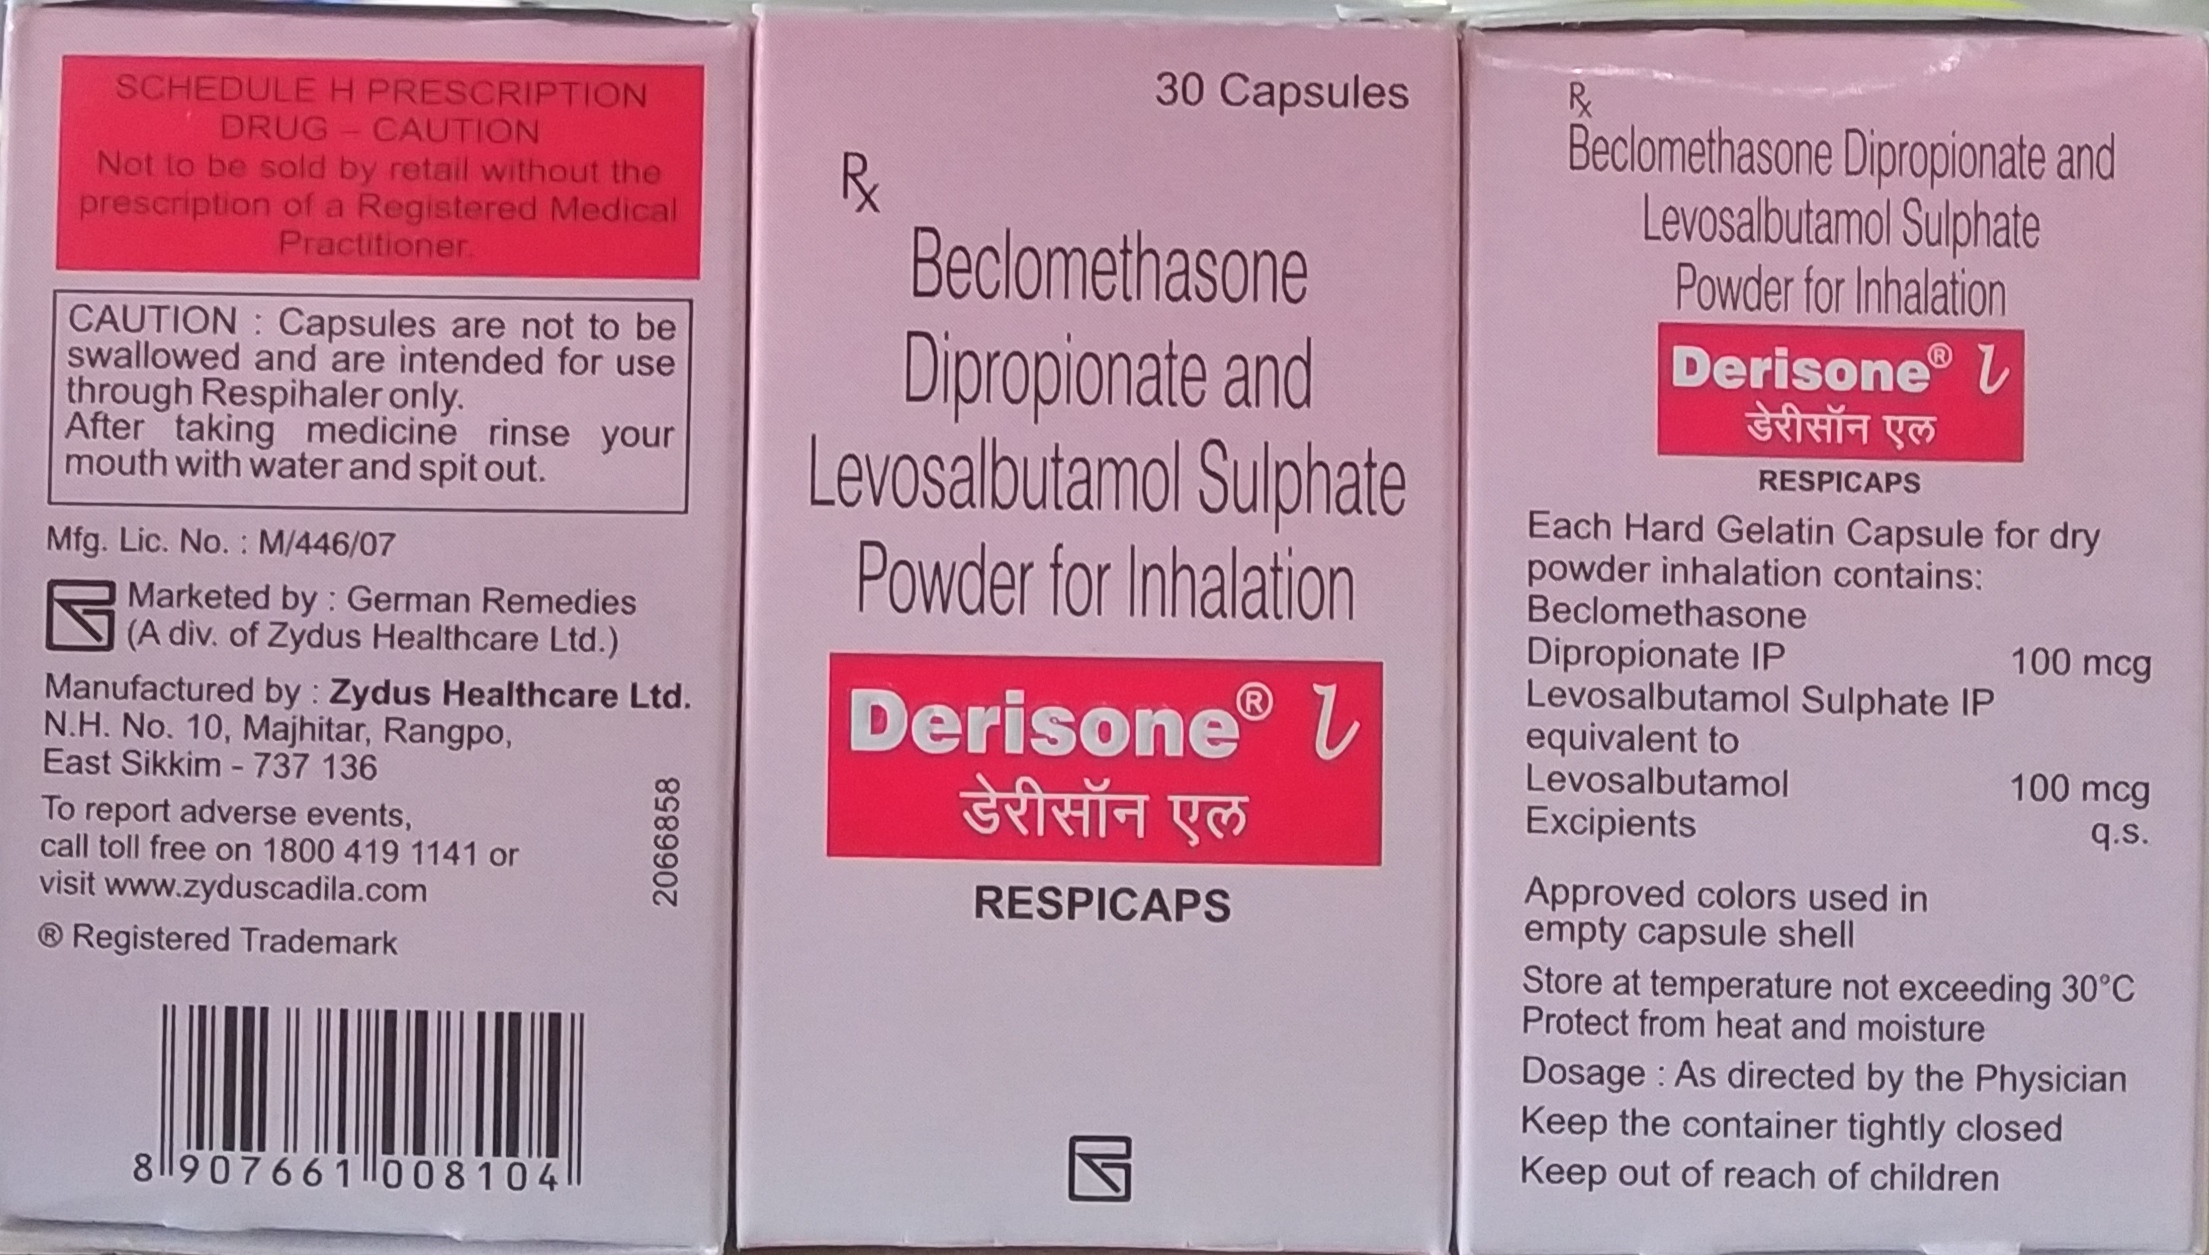 SCHEDULE H PRESCRIPTION
DRUG – CAUTION
Not to be sold by retail without the
prescription of a Registered Medical
Practitioner.
CAUTION : Capsules are not to be
swallowed and are intended for use
through Respihaler only.
After taking medicine rinse your
mouth with water and spit out.
Mfg. Lic. No. : M/446/07
Marketed by : German Remedies
(A div. of Zydus Healthcare Ltd.)
Manufactured by : Zydus Healthcare Ltd.
N.H. No. 10, Majhitar, Rangpo,
East Sikkim - 737 136
To report adverse events,
call toll free on 1800 419 1141 or
visit www.zyduscadila.com
® Registered Trademark
2066858
8 907661 008104
30 Capsules
Rx
Beclomethasone
Dipropionate and
Levosalbutamol Sulphate
Powder for Inhalation
Derisone® l
डेरीसॉन एल
RESPICAPS
Rx
Beclomethasone Dipropionate and
Levosalbutamol Sulphate
Powder for Inhalation
Derisone® l
डेरीसॉन एल
RESPICAPS
Each Hard Gelatin Capsule for dry
powder inhalation contains:
Beclomethasone
Dipropionate IP 100 mcg
Levosalbutamol Sulphate IP
equivalent to
Levosalbutamol 100 mcg
Excipients q.s.
Approved colors used in
empty capsule shell
Store at temperature not exceeding 30°C
Protect from heat and moisture
Dosage : As directed by the Physician
Keep the container tightly closed
Keep out of reach of children